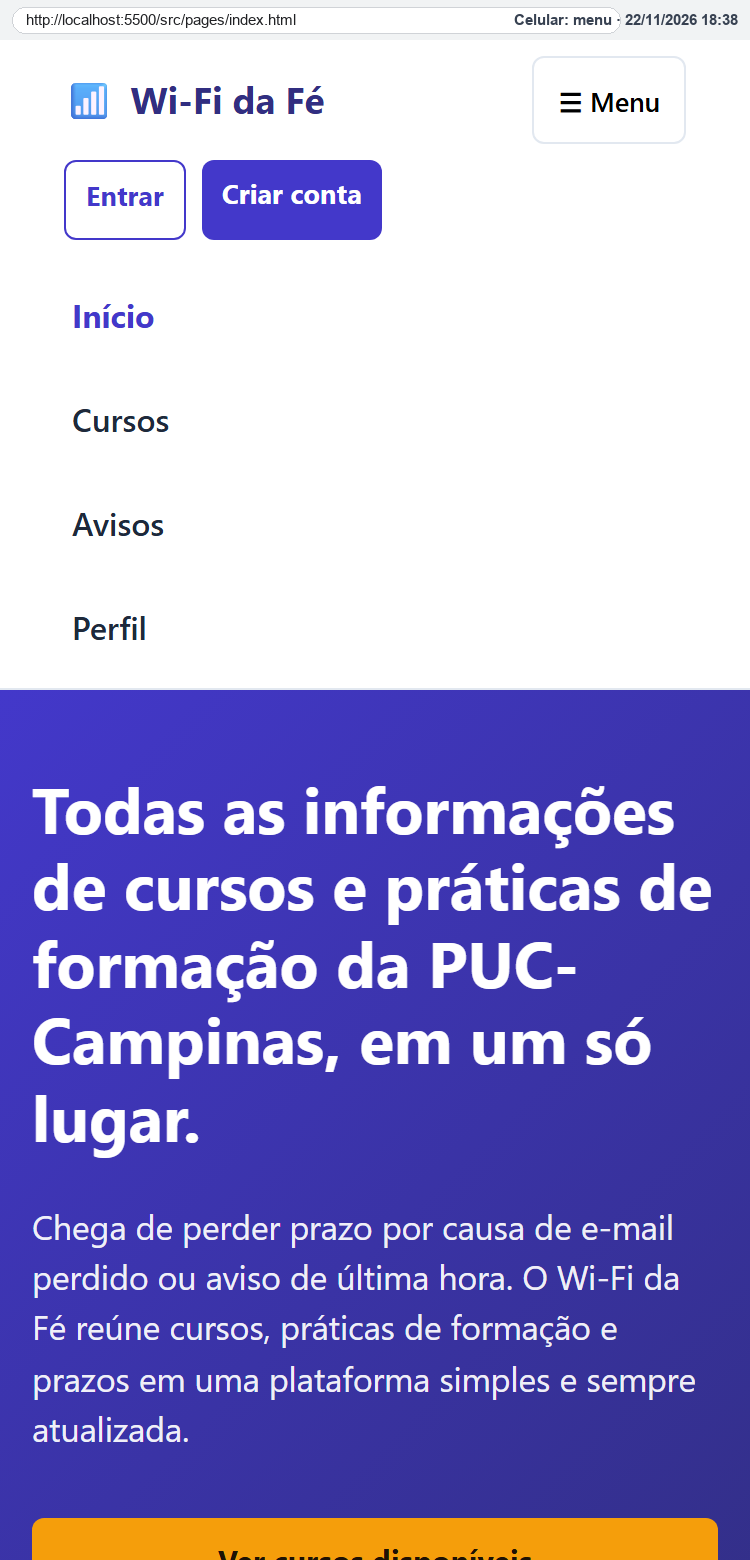 http://localhost:5500/src/pages/index.html
Celular: menu · 22/11/2026 18:38
Wi-Fi da Fé
☰ Menu
Entrar
Criar conta
Início
Cursos
Avisos
Perfil
Todas as informações
de cursos e práticas de
formação da PUC-
Campinas, em um só
lugar.
Chega de perder prazo por causa de e-mail
perdido ou aviso de última hora. O Wi-Fi da
Fé reúne cursos, práticas de formação e
prazos em uma plataforma simples e sempre
atualizada.
Ver cursos disponíveis